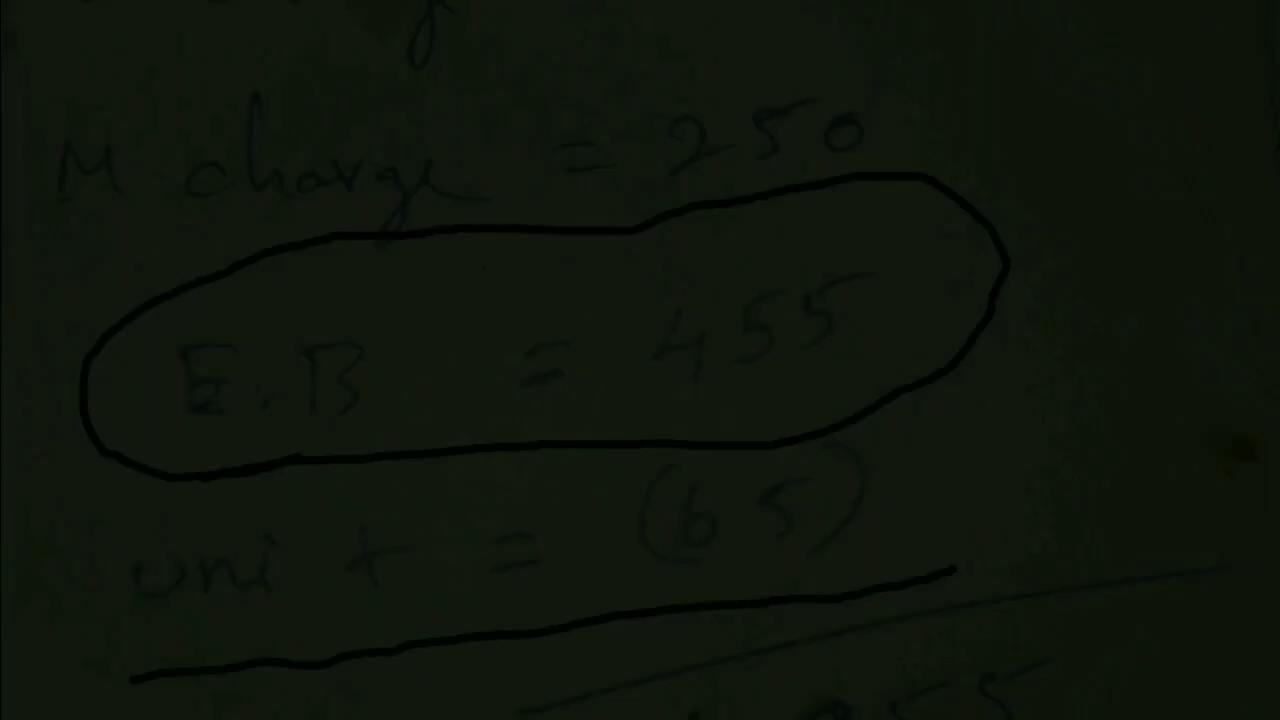 M charge = 250
E.B = 455
unit = (65)